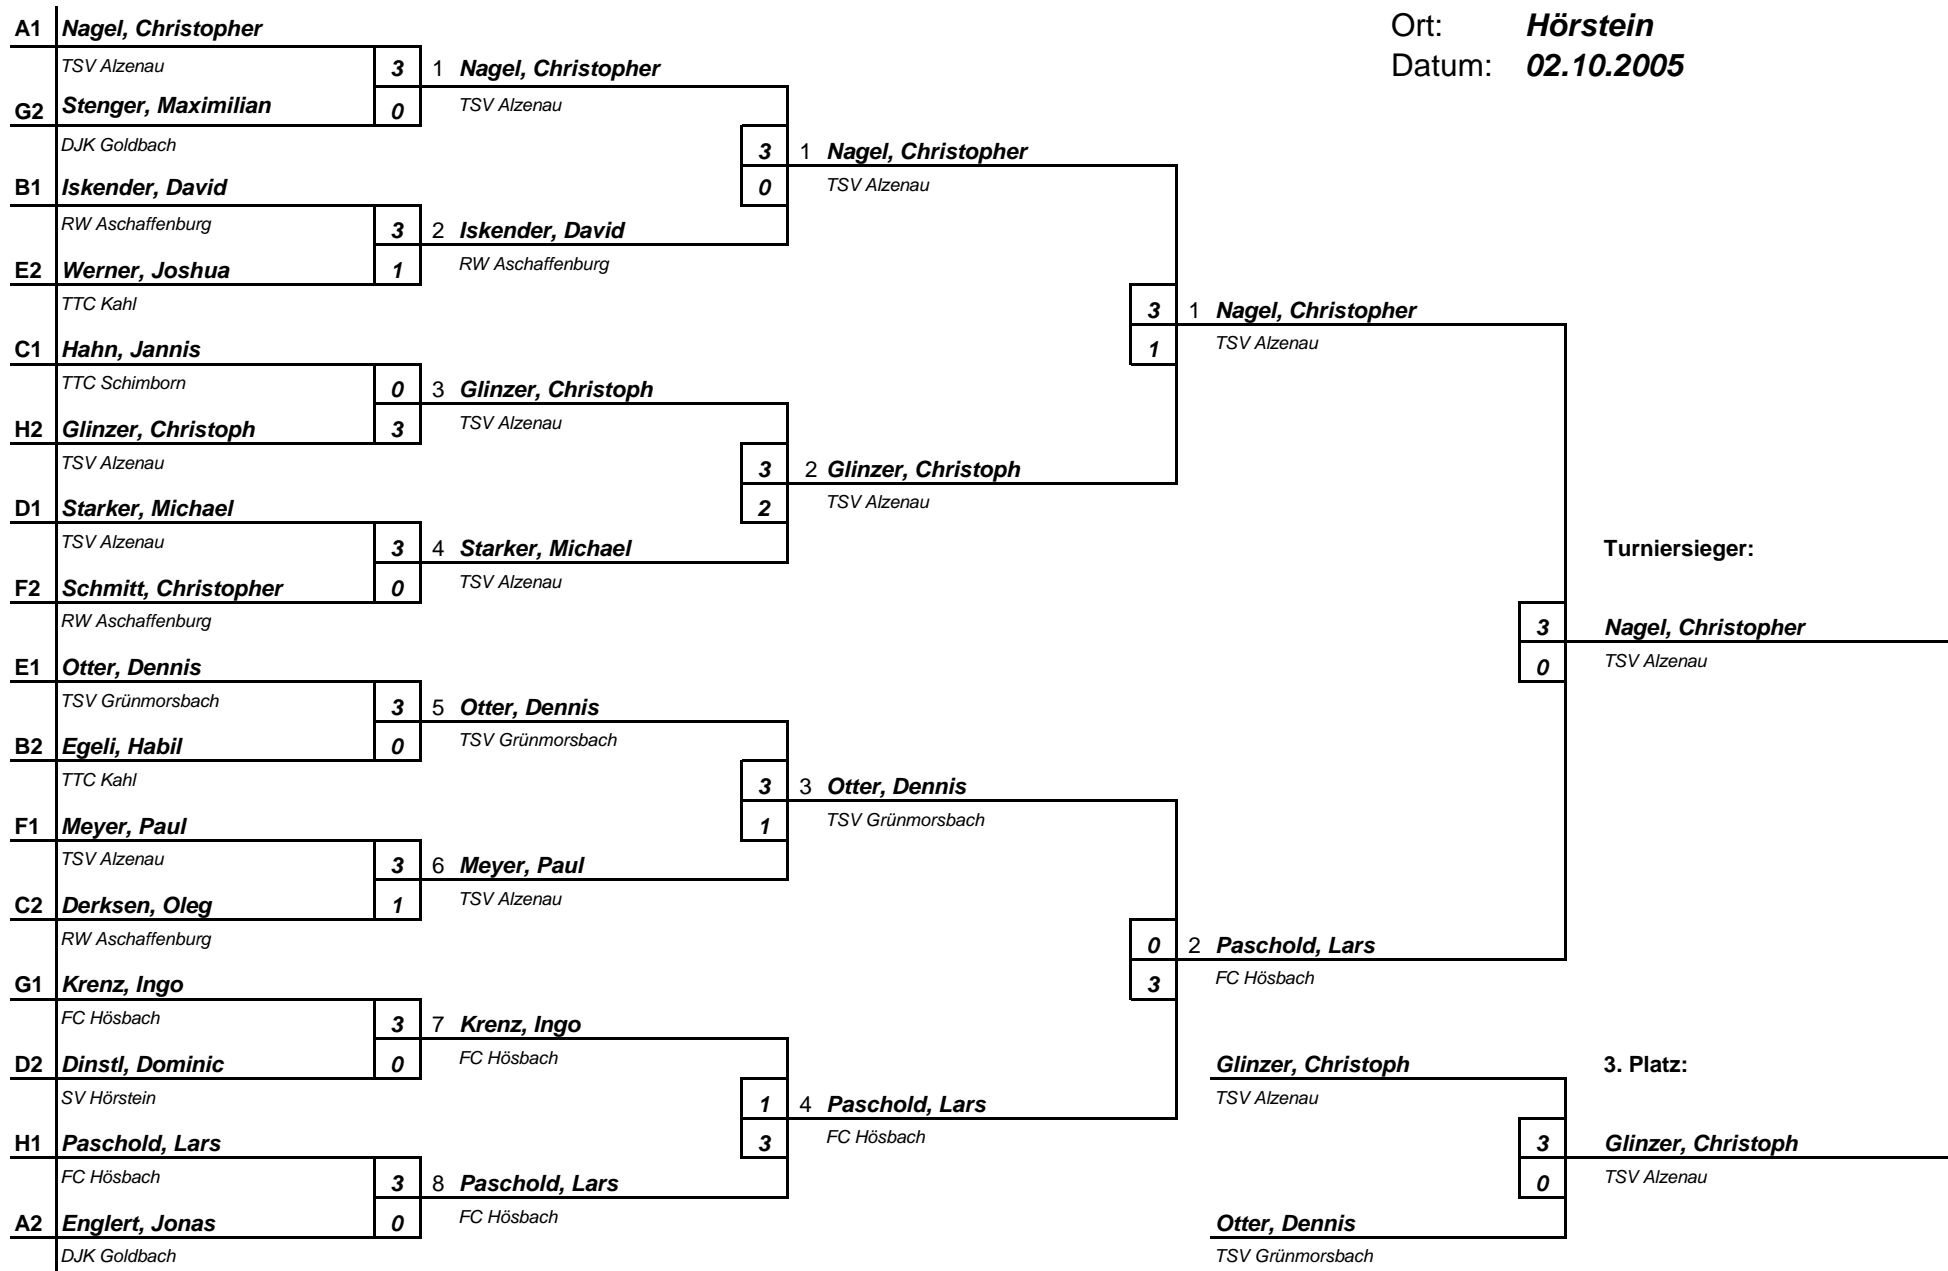 Ort: Hörstein
Datum: 02.10.2005
A1 Nagel, Christopher
TSV Alzenau 3 1 Nagel, Christopher
G2 Stenger, Maximilian 0 TSV Alzenau
DJK Goldbach 3 1 Nagel, Christopher
B1 Iskender, David 0 TSV Alzenau
RW Aschaffenburg 3 2 Iskender, David
E2 Werner, Joshua 1 RW Aschaffenburg
TTC Kahl 3 1 Nagel, Christopher
C1 Hahn, Jannis 1 TSV Alzenau
TTC Schimborn 0 3 Glinzer, Christoph
H2 Glinzer, Christoph 3 TSV Alzenau
TSV Alzenau 3 2 Glinzer, Christoph
D1 Starker, Michael 2 TSV Alzenau
TSV Alzenau 3 4 Starker, Michael Turniersieger:
F2 Schmitt, Christopher 0 TSV Alzenau
RW Aschaffenburg 3 Nagel, Christopher
E1 Otter, Dennis 0 TSV Alzenau
TSV Grünmorsbach 3 5 Otter, Dennis
B2 Egeli, Habil 0 TSV Grünmorsbach
TTC Kahl 3 3 Otter, Dennis
F1 Meyer, Paul 1 TSV Grünmorsbach
TSV Alzenau 3 6 Meyer, Paul
C2 Derksen, Oleg 1 TSV Alzenau
RW Aschaffenburg 0 2 Paschold, Lars
G1 Krenz, Ingo 3 FC Hösbach
FC Hösbach 3 7 Krenz, Ingo
D2 Dinstl, Dominic 0 FC Hösbach Glinzer, Christoph 3. Platz:
SV Hörstein 1 4 Paschold, Lars TSV Alzenau
H1 Paschold, Lars 3 FC Hösbach 3 Glinzer, Christoph
FC Hösbach 3 8 Paschold, Lars 0 TSV Alzenau
A2 Englert, Jonas 0 FC Hösbach Otter, Dennis
DJK Goldbach TSV Grünmorsbach